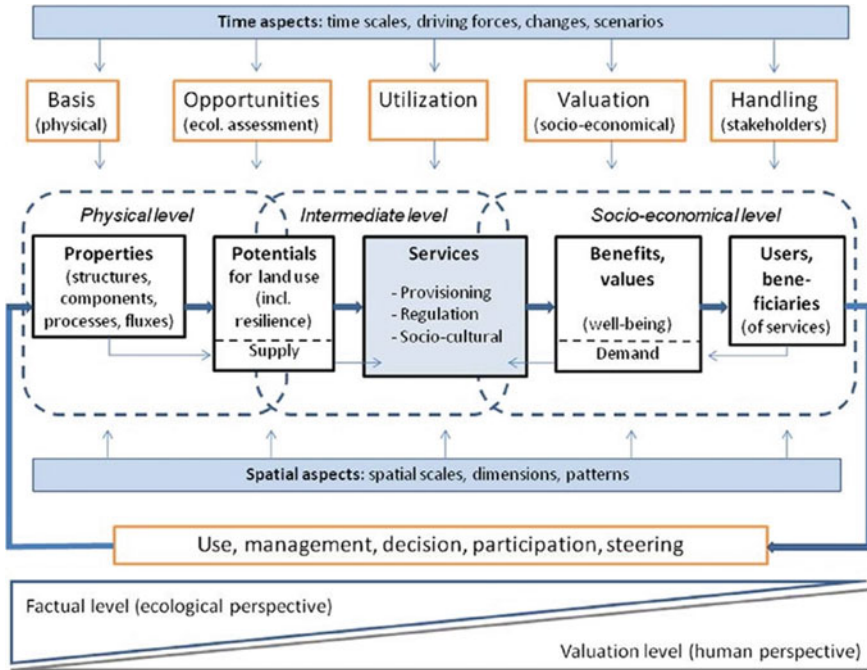 Time aspects: time scales, driving forces, changes, scenarios
Basis
(physical)
Opportunities
(ecol. assessment)
Utilization
Valuation
(socio-economical)
Handling
(stakeholders)
Physical level
Intermediate level
Socio-economical level
Properties
(structures,
components,
processes, fluxes)
Potentials
for land use
(incl.
resilience)
Supply
Services
- Provisioning
- Regulation
- Socio-cultural
Benefits,
values
(well-being)
Demand
Users,
bene-
ficiaries
(of services)
Spatial aspects: spatial scales, dimensions, patterns
Use, management, decision, participation, steering
Factual level (ecological perspective)
Valuation level (human perspective)